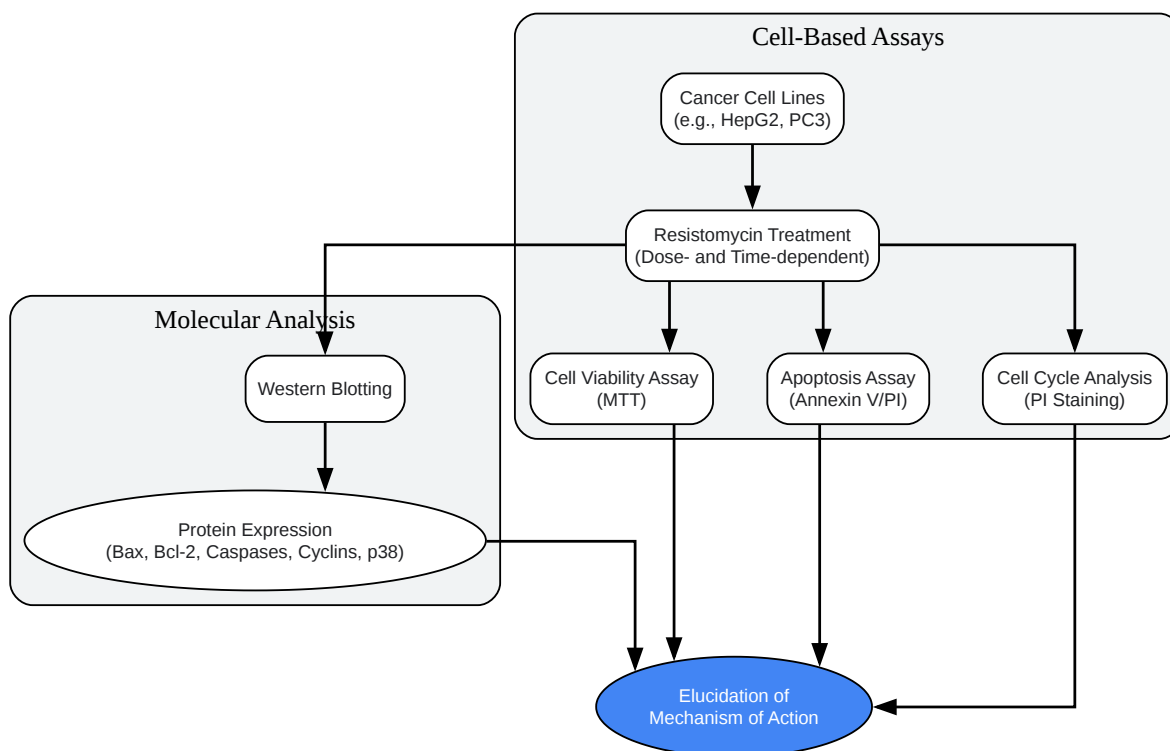 Cell-Based Assays
Cancer Cell Lines
(e.g., HepG2, PC3)
Resistomycin Treatment
(Dose- and Time-dependent)
Molecular Analysis
Western Blotting
Cell Viability Assay
(MTT)
Apoptosis Assay
(Annexin V/PI)
Cell Cycle Analysis
(PI Staining)
Protein Expression
(Bax, Bcl-2, Caspases, Cyclins, p38)
Elucidation of
Mechanism of Action